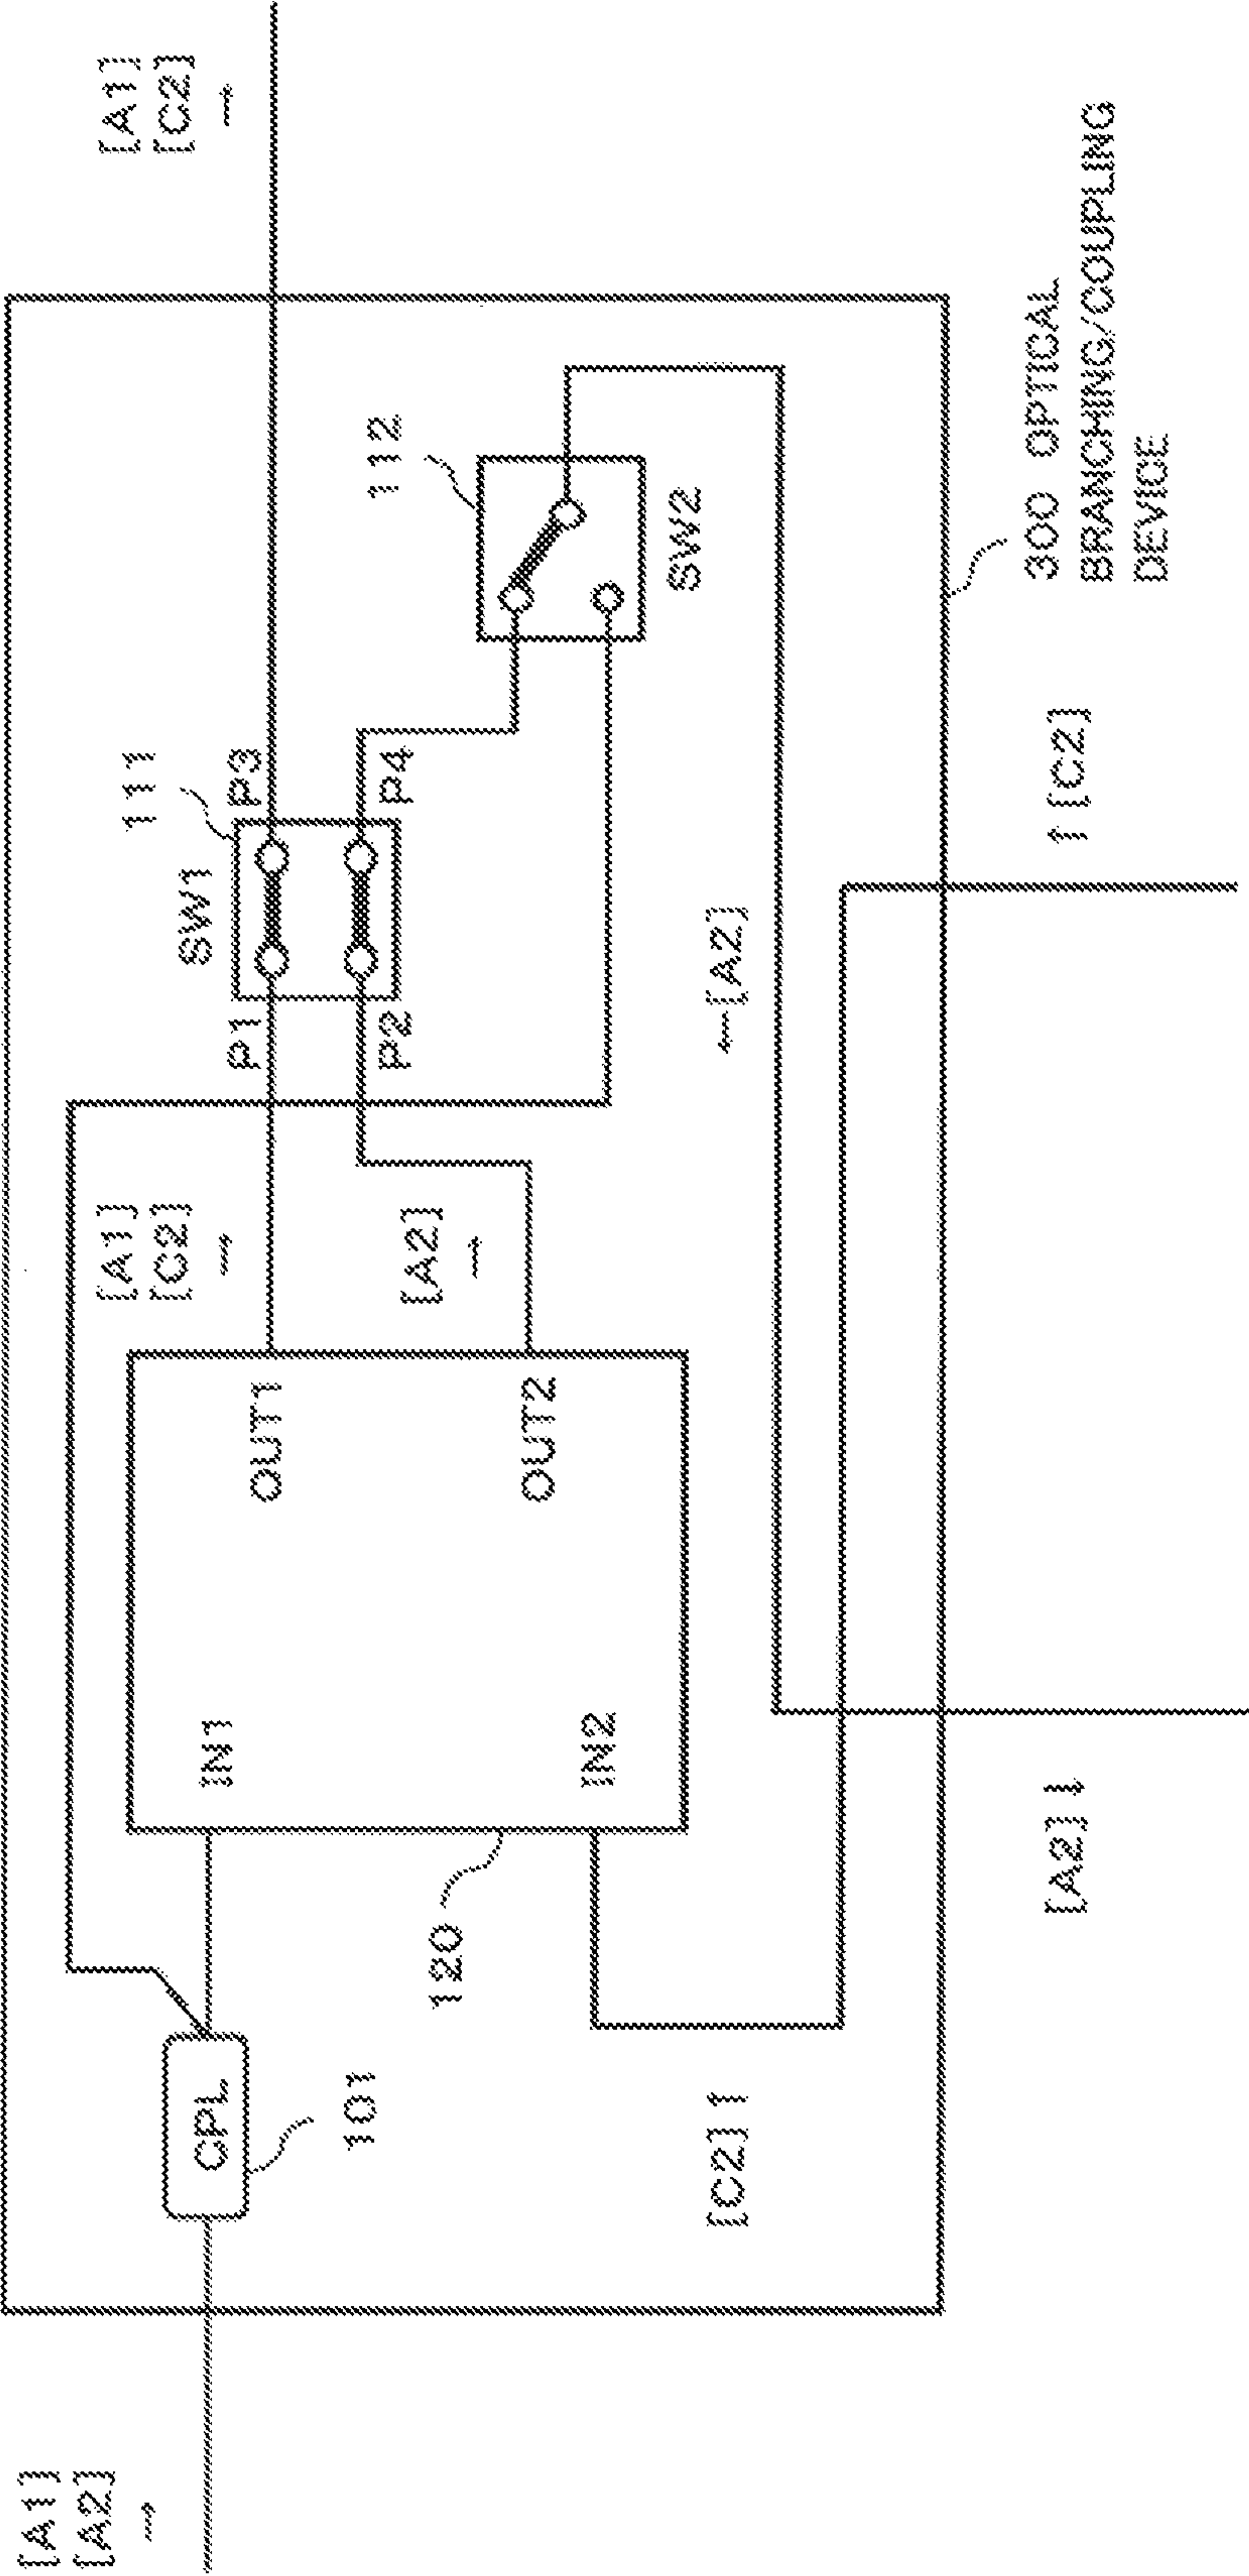 [A1]
[A2]
→
CPL
101
[C2]↑
IN1
IN2
120
OUT1
OUT2
[A1]
[C2]
→
[A2]
→
P1
P2
SW1
111
P3
P4
←[A2]
112
SW2
[A1]
[C2]
→
[A2]↓
↑[C2]
300 OPTICAL
BRANCHING/COUPLING
DEVICE